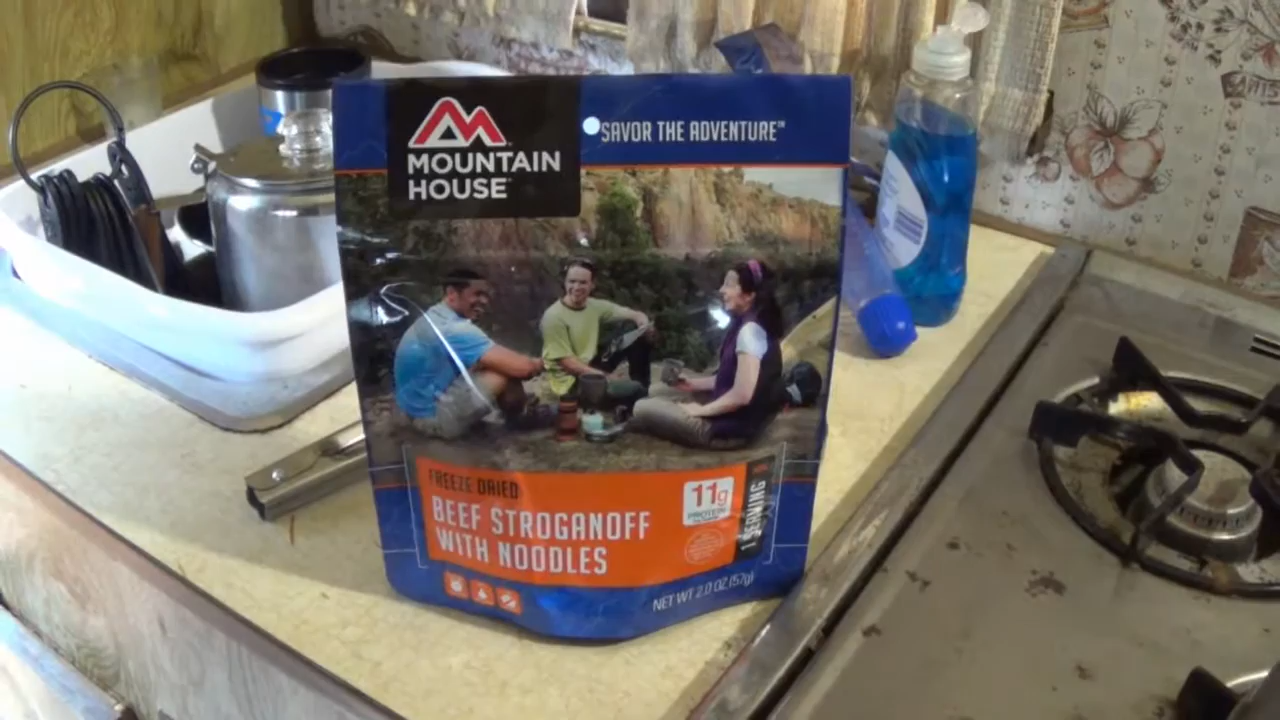 MOUNTAIN
HOUSE
SAVOR THE ADVENTURE™
FREEZE DRIED
BEEF STROGANOFF
WITH NOODLES
11g
PROTEIN
1 SERVING
NET WT 2.0 OZ (57g)